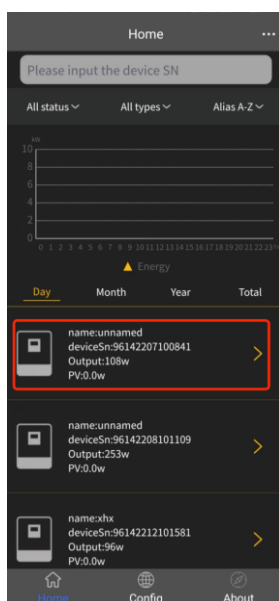 Home
Please input the device SN
All status
All types
Alias A-Z
kW
10
8
6
4
2
0
0 1 2 3 4 5 6 7 8 9 10 11 12 13 14 15 16 17 18 19 20 21 22 23
Energy
Day Month Year Total
name:unnamed
deviceSn:96142207100841
Output:108w
PV:0.0w
name:unnamed
deviceSn:96142208101109
Output:253w
PV:0.0w
name:xhx
deviceSn:96142212101581
Output:96w
PV:0.0w
Home Config About